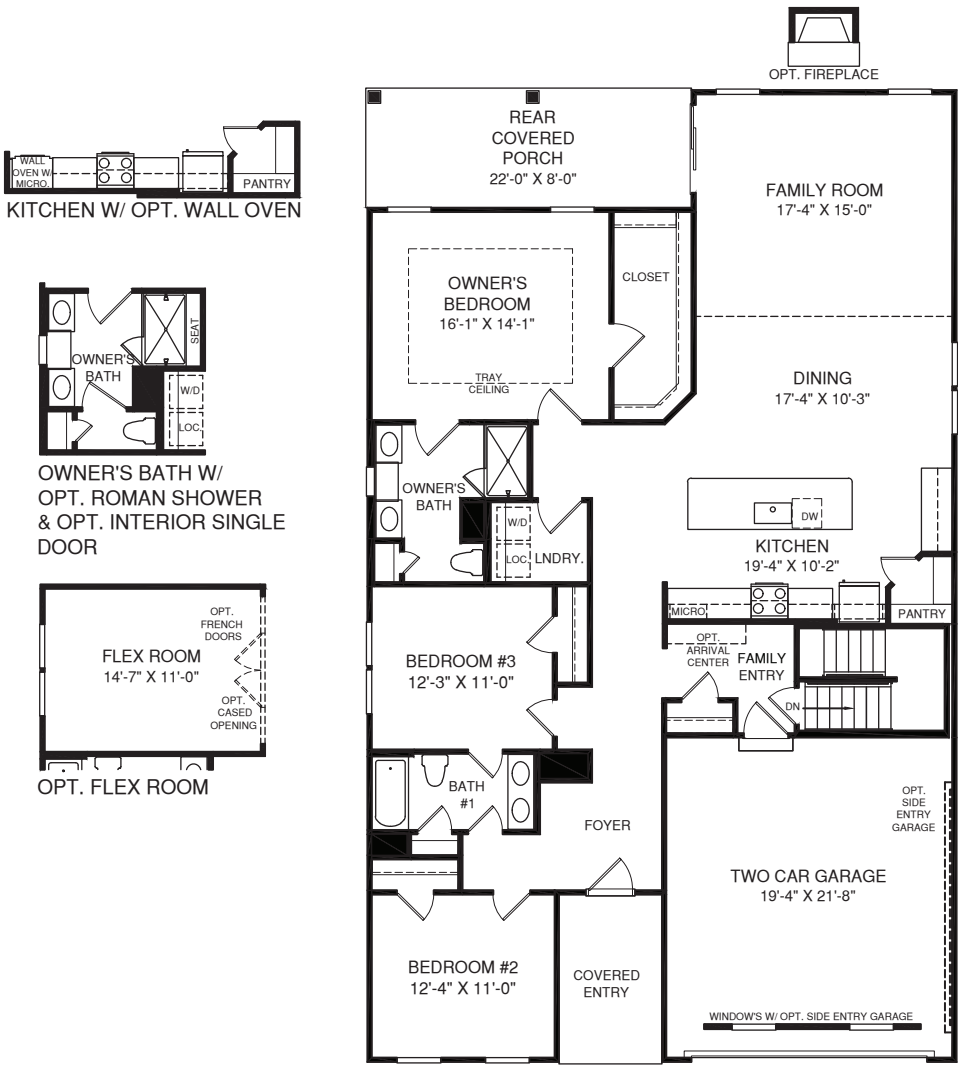 OPT. FIREPLACE
REAR
COVERED
PORCH
22'-0" X 8'-0"
FAMILY ROOM
17'-4" X 15'-0"
WALL
OVEN W/
MICRO.
PANTRY
KITCHEN W/ OPT. WALL OVEN
OWNER'S
BEDROOM
16'-1" X 14'-1"
TRAY
CEILING
CLOSET
DINING
17'-4" X 10'-3"
SEAT
OWNER'S
BATH
W/D
LOC.
OWNER'S BATH W/
OPT. ROMAN SHOWER
& OPT. INTERIOR SINGLE
DOOR
OWNER'S
BATH
W/D
LOC.
LNDRY.
DW
KITCHEN
19'-4" X 10'-2"
MICRO
PANTRY
OPT.
FRENCH
DOORS
FLEX ROOM
14'-7" X 11'-0"
OPT.
CASED
OPENING
OPT. FLEX ROOM
BEDROOM #3
12'-3" X 11'-0"
OPT.
ARRIVAL
CENTER
FAMILY
ENTRY
DN
BATH
#1
FOYER
OPT.
SIDE
ENTRY
GARAGE
TWO CAR GARAGE
19'-4" X 21'-8"
BEDROOM #2
12'-4" X 11'-0"
COVERED
ENTRY
WINDOW'S W/ OPT. SIDE ENTRY GARAGE